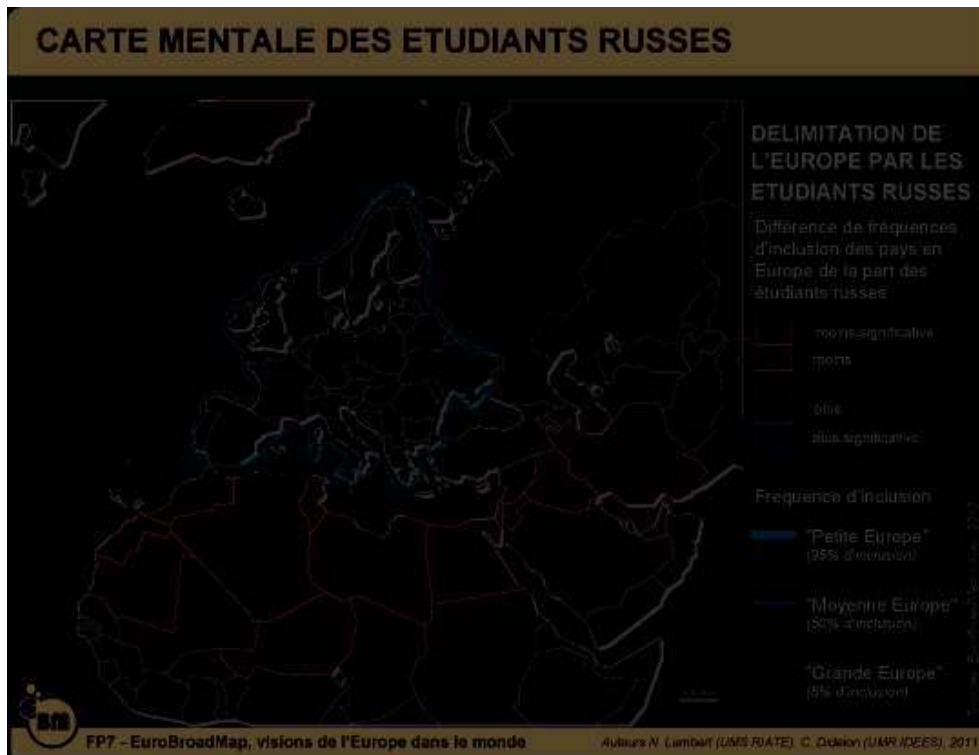 CARTE MENTALE DES ETUDIANTS RUSSES
DELIMITATION DE
L'EUROPE PAR LES
ETUDIANTS RUSSES
Différence de fréquences
d'inclusion des pays en
Europe de la part des
étudiants russes
moins significative
moins
plus
plus significative
Frequence d'inclusion
"Petite Europe"
(95% d'inclusion)
"Moyenne Europe"
(50% d'inclusion)
"Grande Europe"
(5% d'inclusion)
FP7 - EuroBroadMap, visions de l'Europe dans le monde
Auteurs N. Lambert (UMS RIATE), C. Didelon (UMR IDEES), 2011